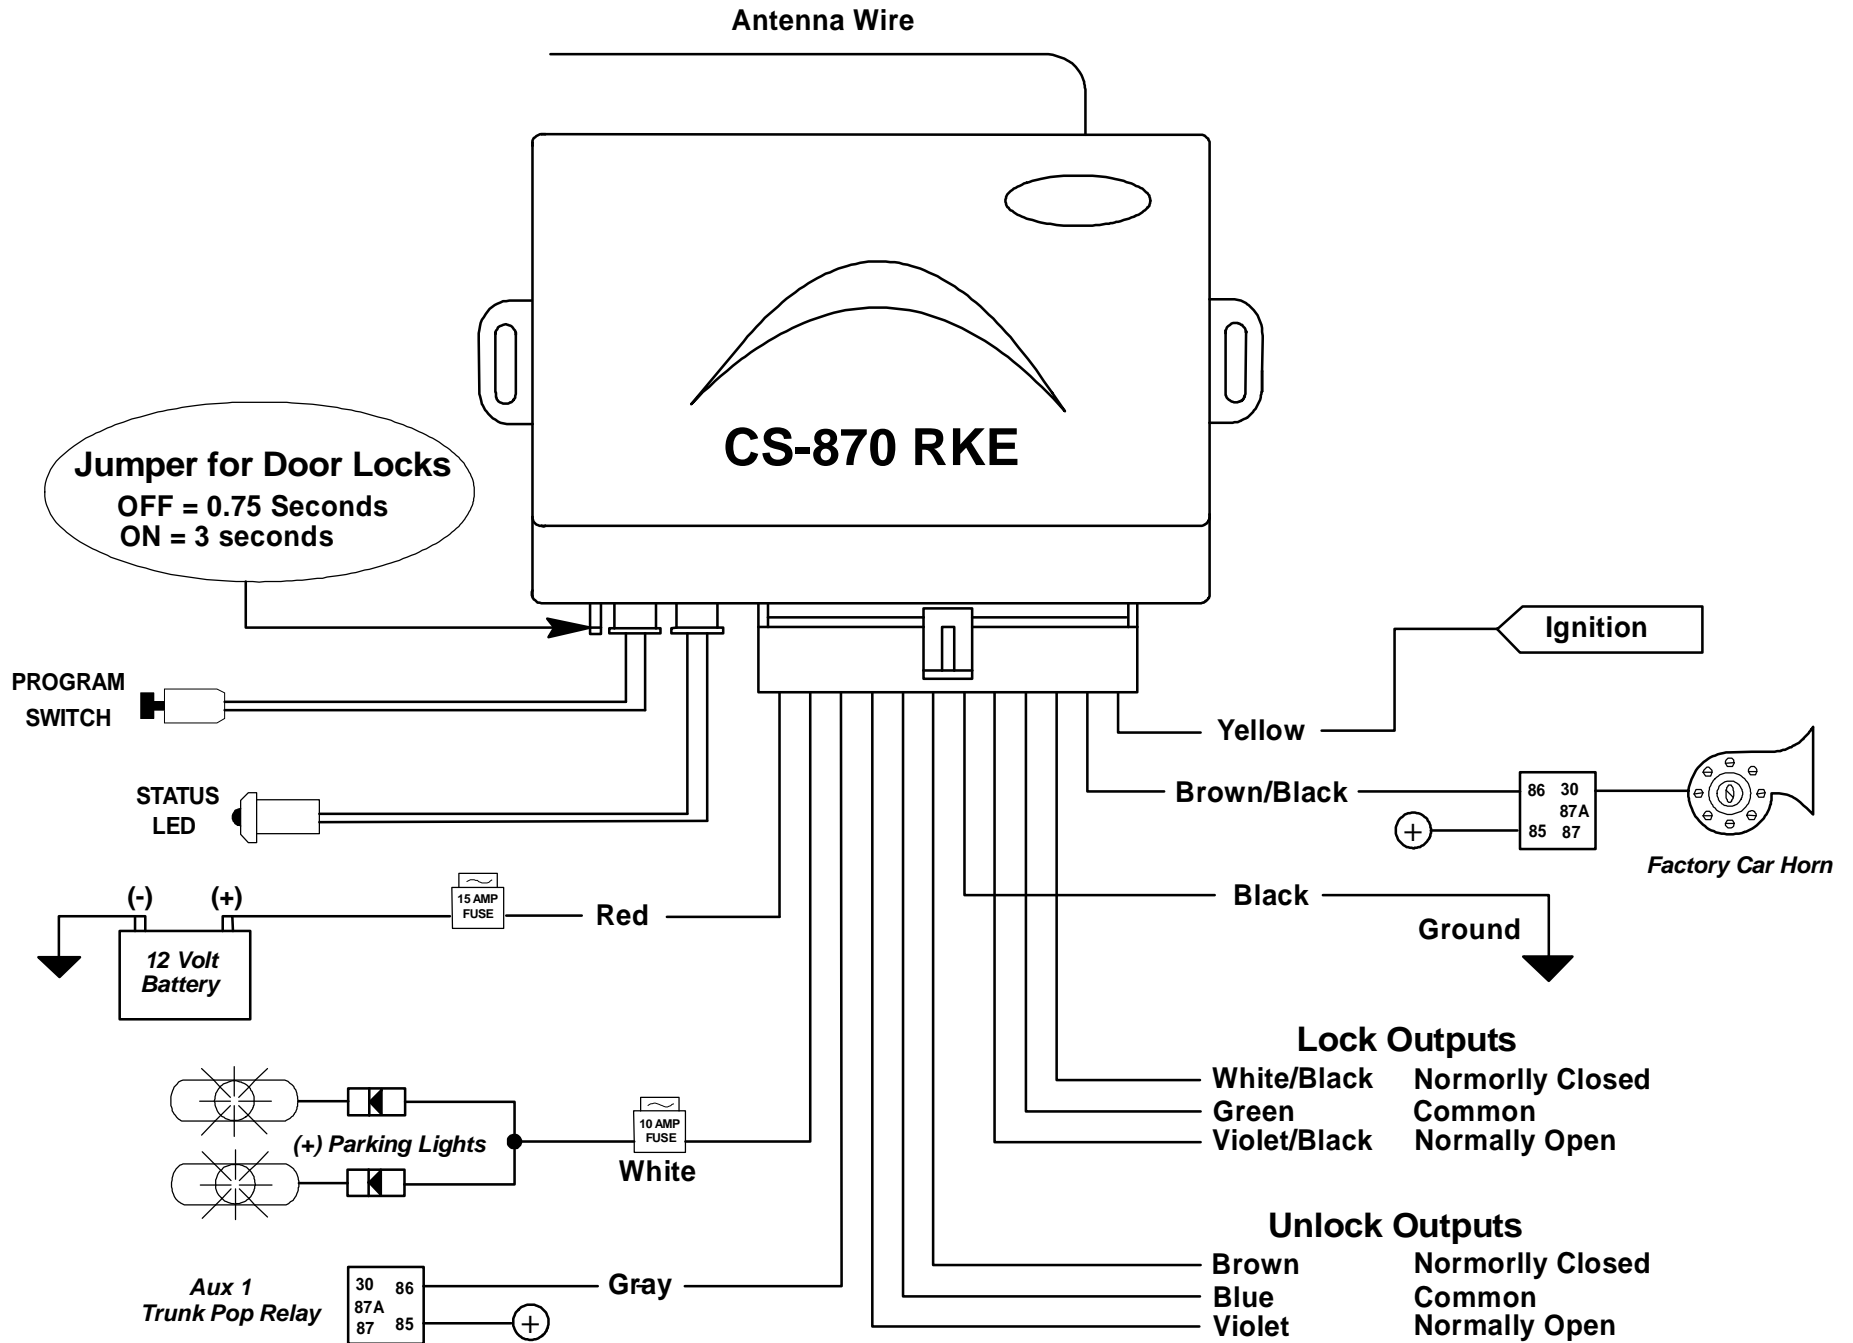 Antenna Wire
CS-870 RKE
Jumper for Door Locks
OFF = 0.75 Seconds
ON = 3 seconds
PROGRAM
SWITCH
STATUS
LED
(-) (+)
12 Volt
Battery
15 AMP
FUSE
Red
(+) Parking Lights
10 AMP
FUSE
White
Aux 1
Trunk Pop Relay
30 86
87A
87 85
Gray
+
Ignition
Yellow
Brown/Black
86 30
87A
85 87
+
Factory Car Horn
Black
Ground
Lock Outputs
White/Black Normorlly Closed
Green Common
Violet/Black Normally Open
Unlock Outputs
Brown Normorlly Closed
Blue Common
Violet Normally Open